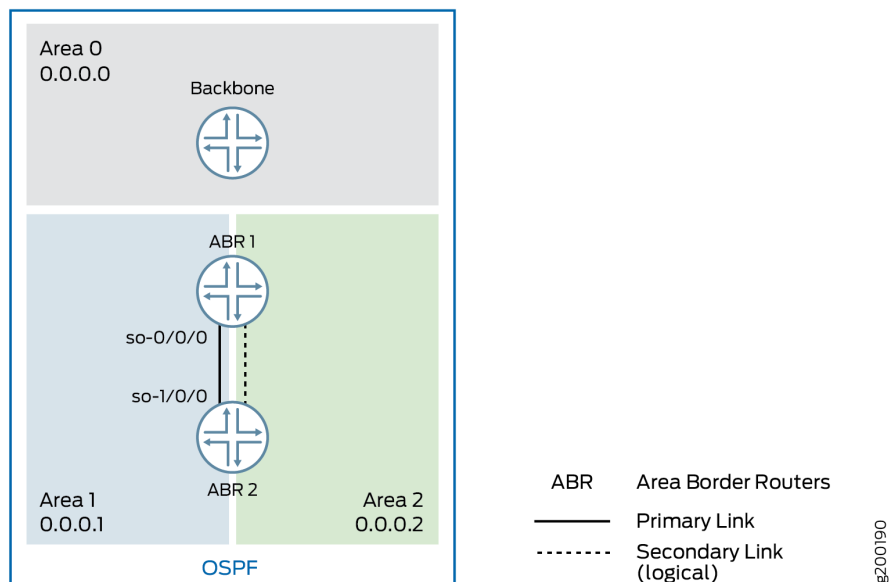 Area 0
0.0.0.0
Backbone
ABR 1
so-0/0/0
so-1/0/0
ABR 2
Area 1
0.0.0.1
Area 2
0.0.0.2
OSPF
ABR Area Border Routers
Primary Link
Secondary Link
(logical)
g200190